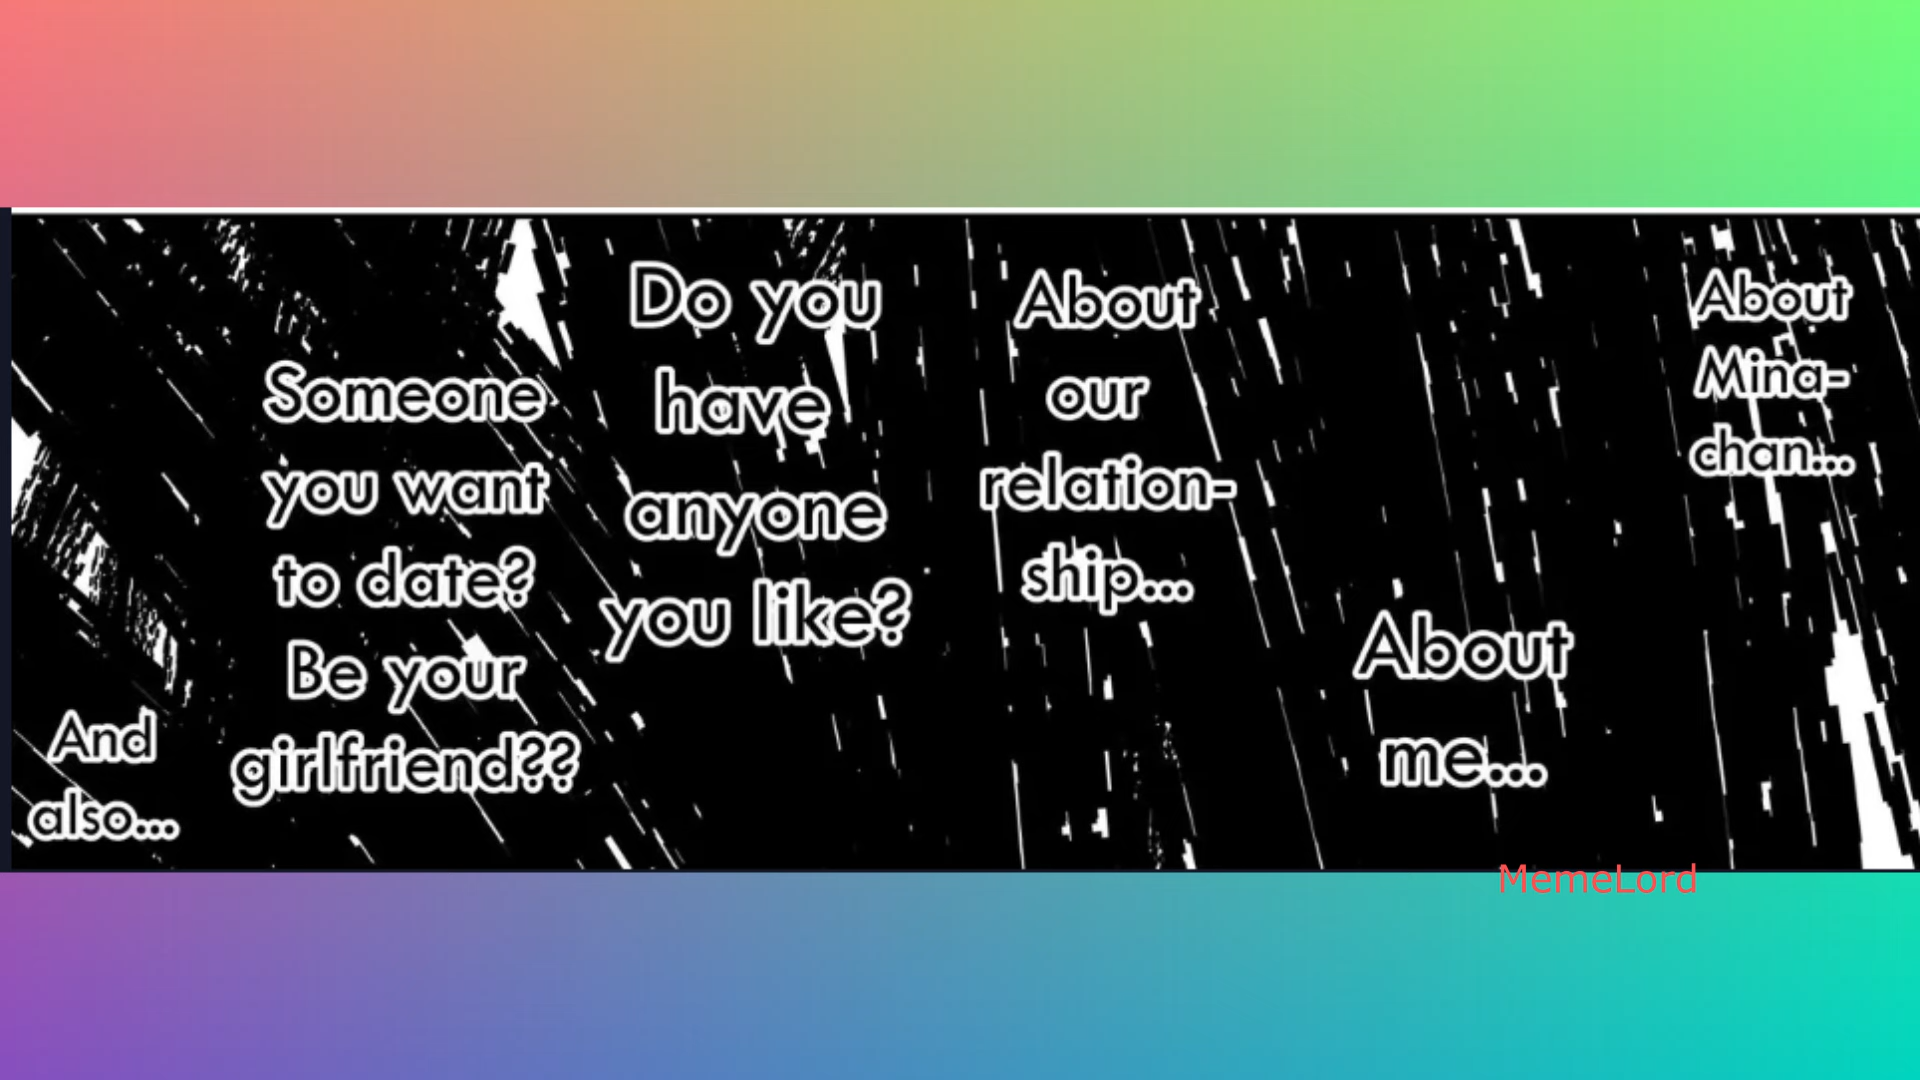 About
Mina-
chan...
About
me...
About
our
relation-
ship...
Do you
have
anyone
you like?
Someone
you want
to date?
Be your
girlfriend??
And
also...
MemeLord